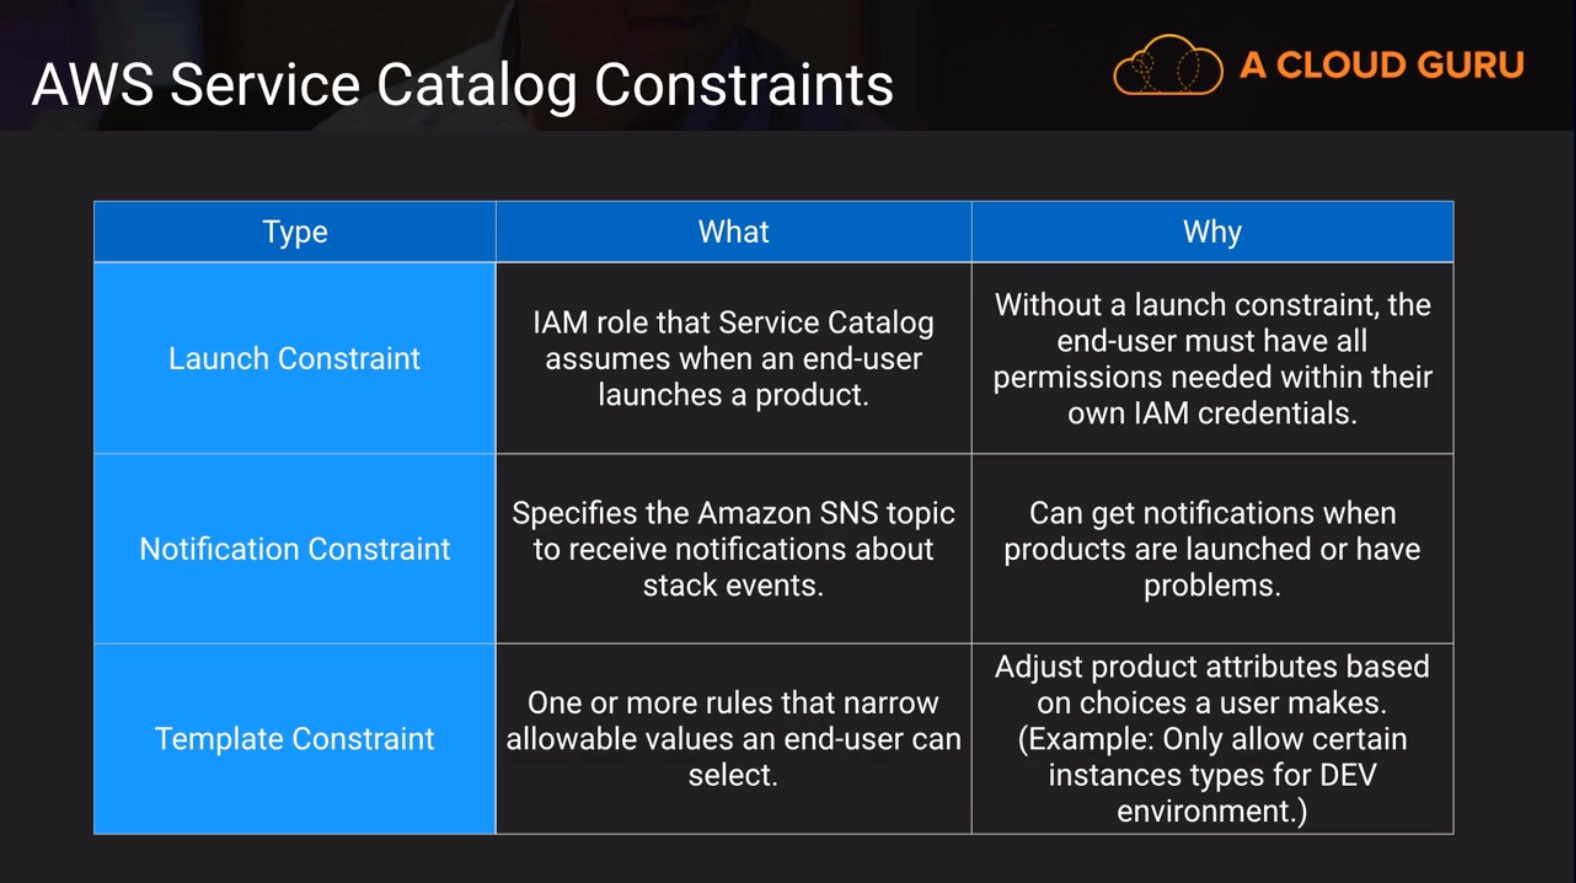 AWS Service Catalog Constraints
A CLOUD GURU
Type
What
Why
Launch Constraint
IAM role that Service Catalog
assumes when an end-user
launches a product.
Without a launch constraint, the
end-user must have all
permissions needed within their
own IAM credentials.
Notification Constraint
Specifies the Amazon SNS topic
to receive notifications about
stack events.
Can get notifications when
products are launched or have
problems.
Template Constraint
One or more rules that narrow
allowable values an end-user can
select.
Adjust product attributes based
on choices a user makes.
(Example: Only allow certain
instances types for DEV
environment.)